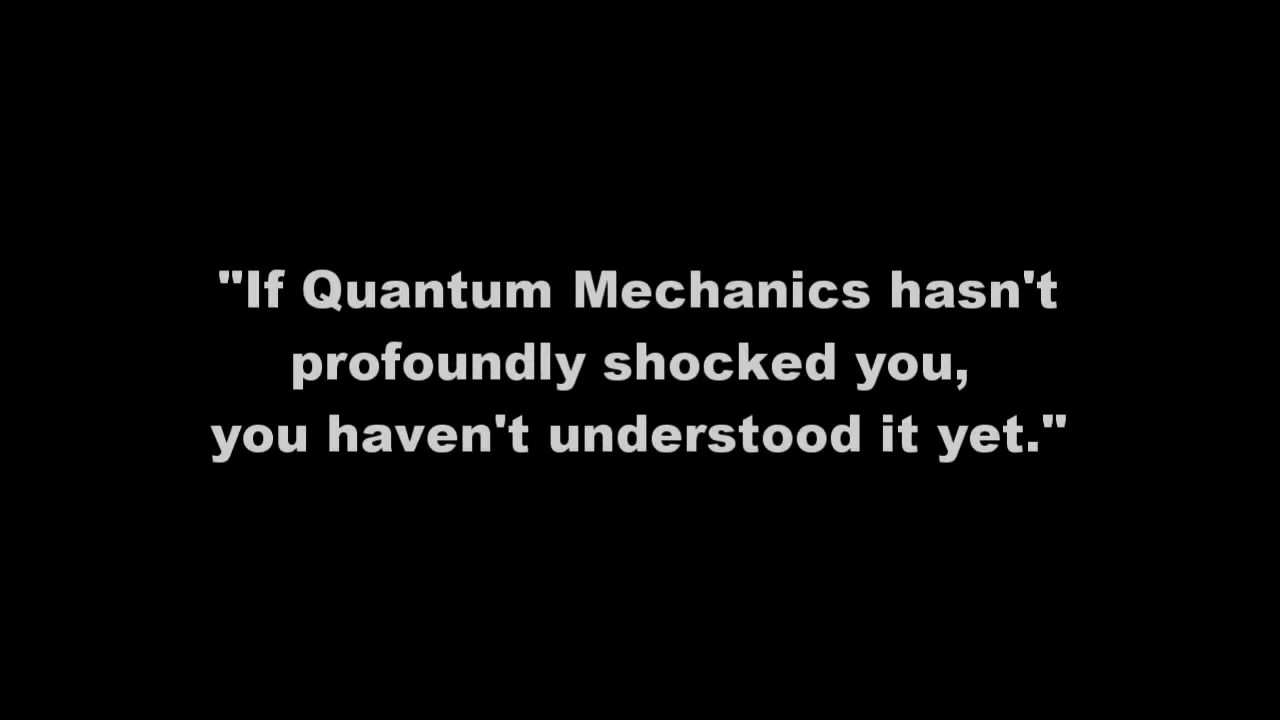 "If Quantum Mechanics hasn't
profoundly shocked you,
you haven't understood it yet."